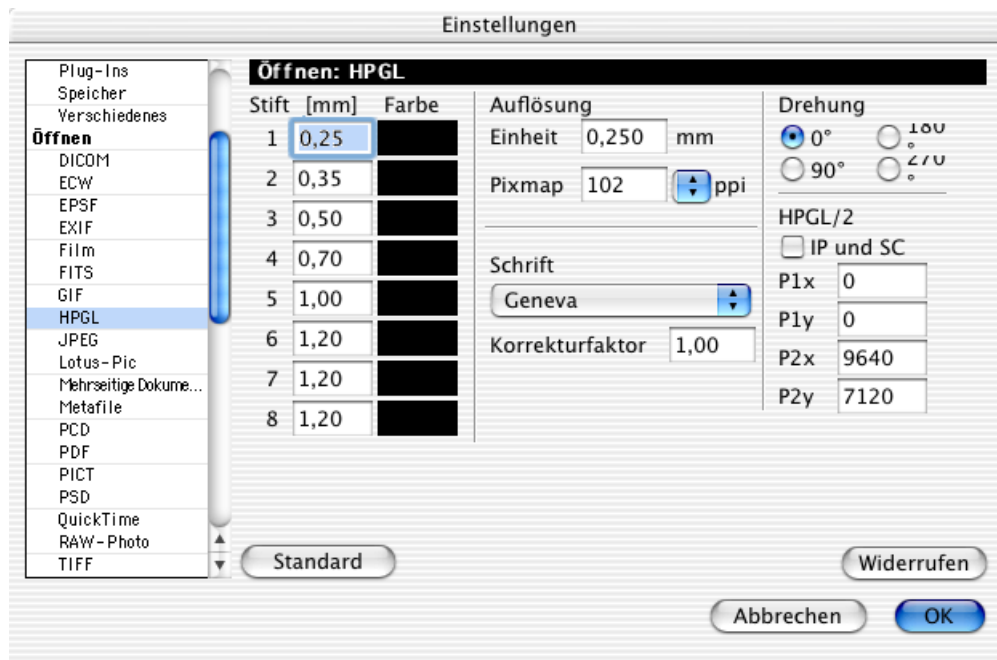 Einstellungen
Plug-Ins
Speicher
Verschiedenes
Öffnen
DICOM
ECW
EPSF
EXIF
Film
FITS
GIF
HPGL
JPEG
Lotus-Pic
Mehrseitige Dokume...
Metafile
PCD
PDF
PICT
PSD
QuickTime
RAW-Photo
TIFF
Öffnen: HPGL
Stift [mm] Farbe
1 0,25
2 0,35
3 0,50
4 0,70
5 1,00
6 1,20
7 1,20
8 1,20
Auflösung
Einheit 0,250 mm
Pixmap 102 ppi
Schrift
Geneva
Korrekturfaktor 1,00
Drehung
0° 180°
90° 270°
HPGL/2
IP und SC
P1x 0
P1y 0
P2x 9640
P2y 7120
Standard
Widerrufen
Abbrechen
OK